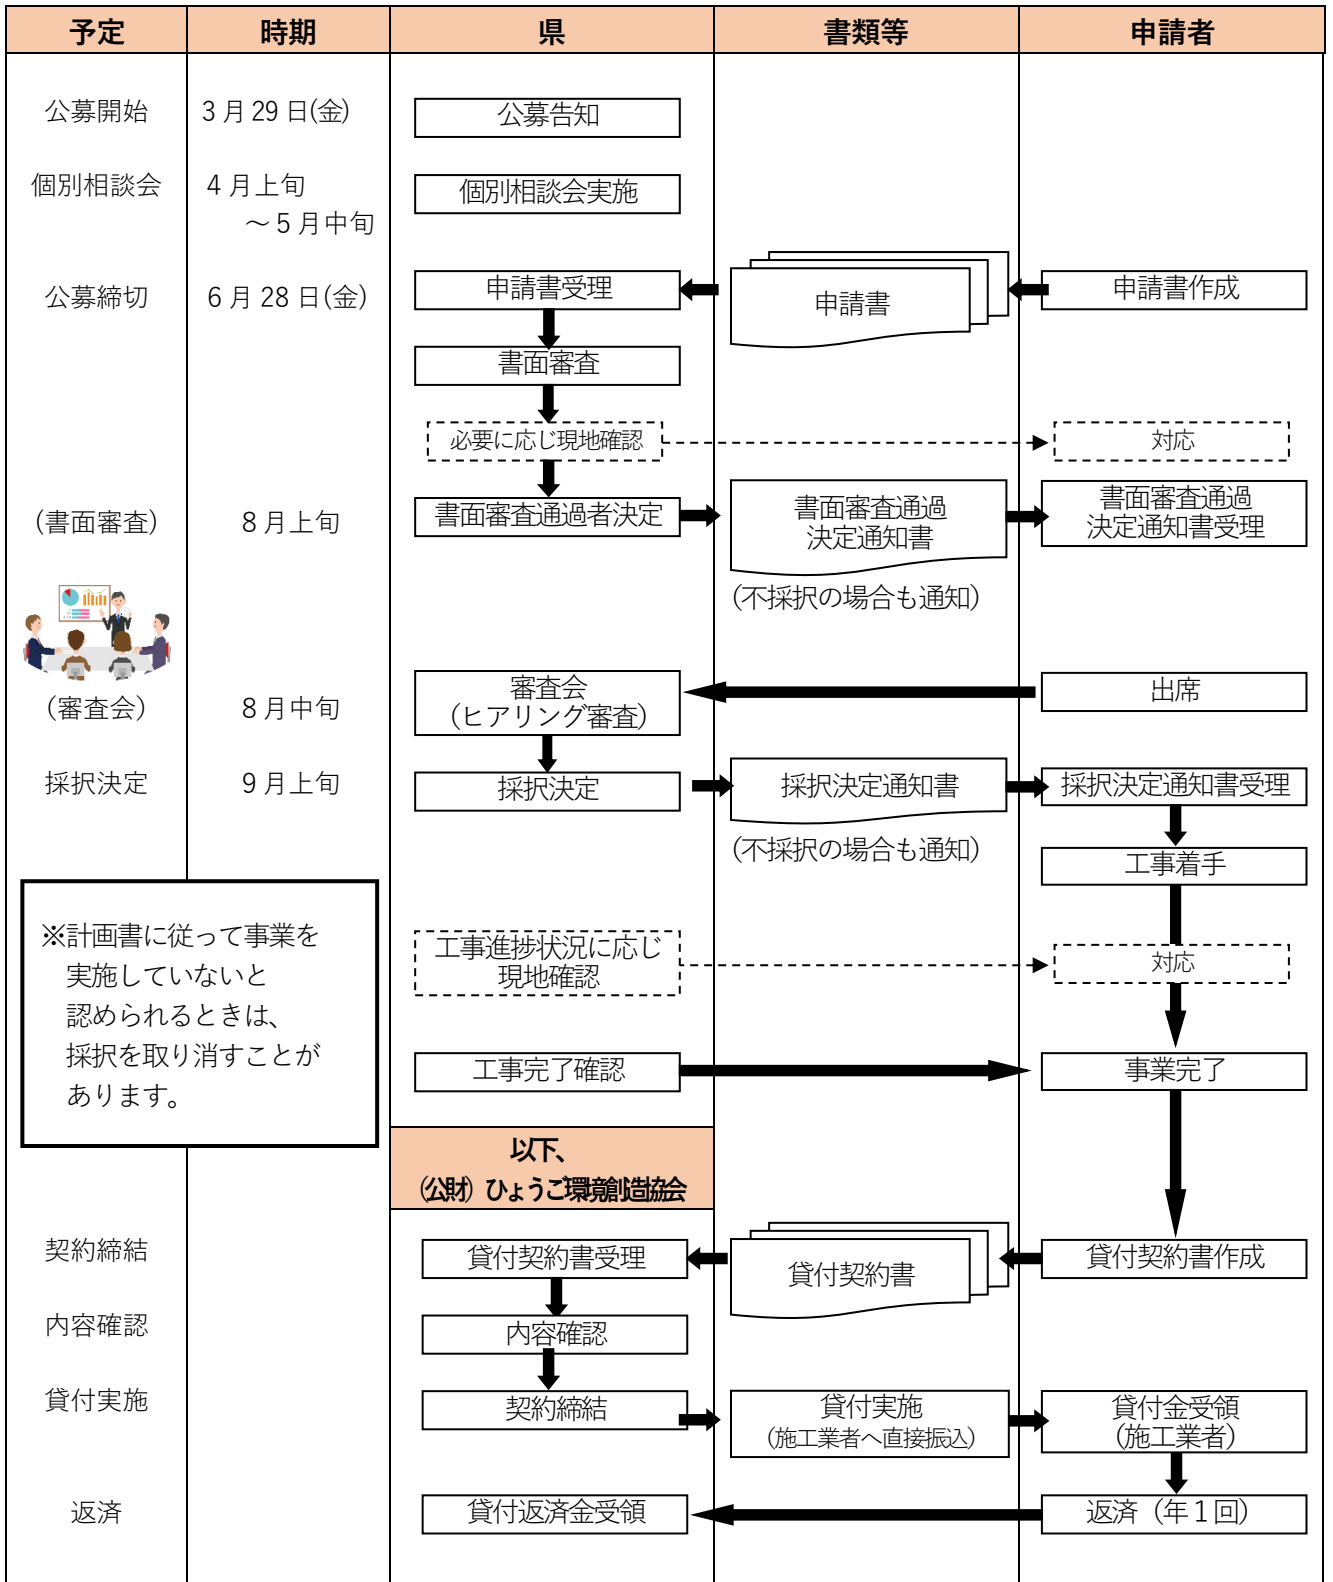 予定 時期 県 書類等 申請者
公募開始 3月29日(金) 公募告知
個別相談会 4月上旬 個別相談会実施
～5月中旬
公募締切 6月28日(金) 申請書受理 申請書 申請書作成
書面審査
必要に応じ現地確認 対応
(書面審査) 8月上旬 書面審査通過者決定 書面審査通過 書面審査通過
決定通知書 決定通知書受理
(不採択の場合も通知)
(審査会) 8月中旬 審査会 出席
(ヒアリング審査)
採択決定 9月上旬 採択決定 採択決定通知書 採択決定通知書受理
(不採択の場合も通知)
工事着手
※計画書に従って事業を
実施していないと
認められるときは、
採択を取り消すことが
あります。
工事進捗状況に応じ
現地確認 対応
工事完了確認 事業完了
以下、
(公財) ひょうご環境創造協会
契約締結 貸付契約書受理 貸付契約書 貸付契約書作成
内容確認 内容確認
貸付実施 契約締結 貸付実施 貸付金受領
(施工業者へ直接振込) (施工業者)
返済 貸付返済金受領 返済（年1回）